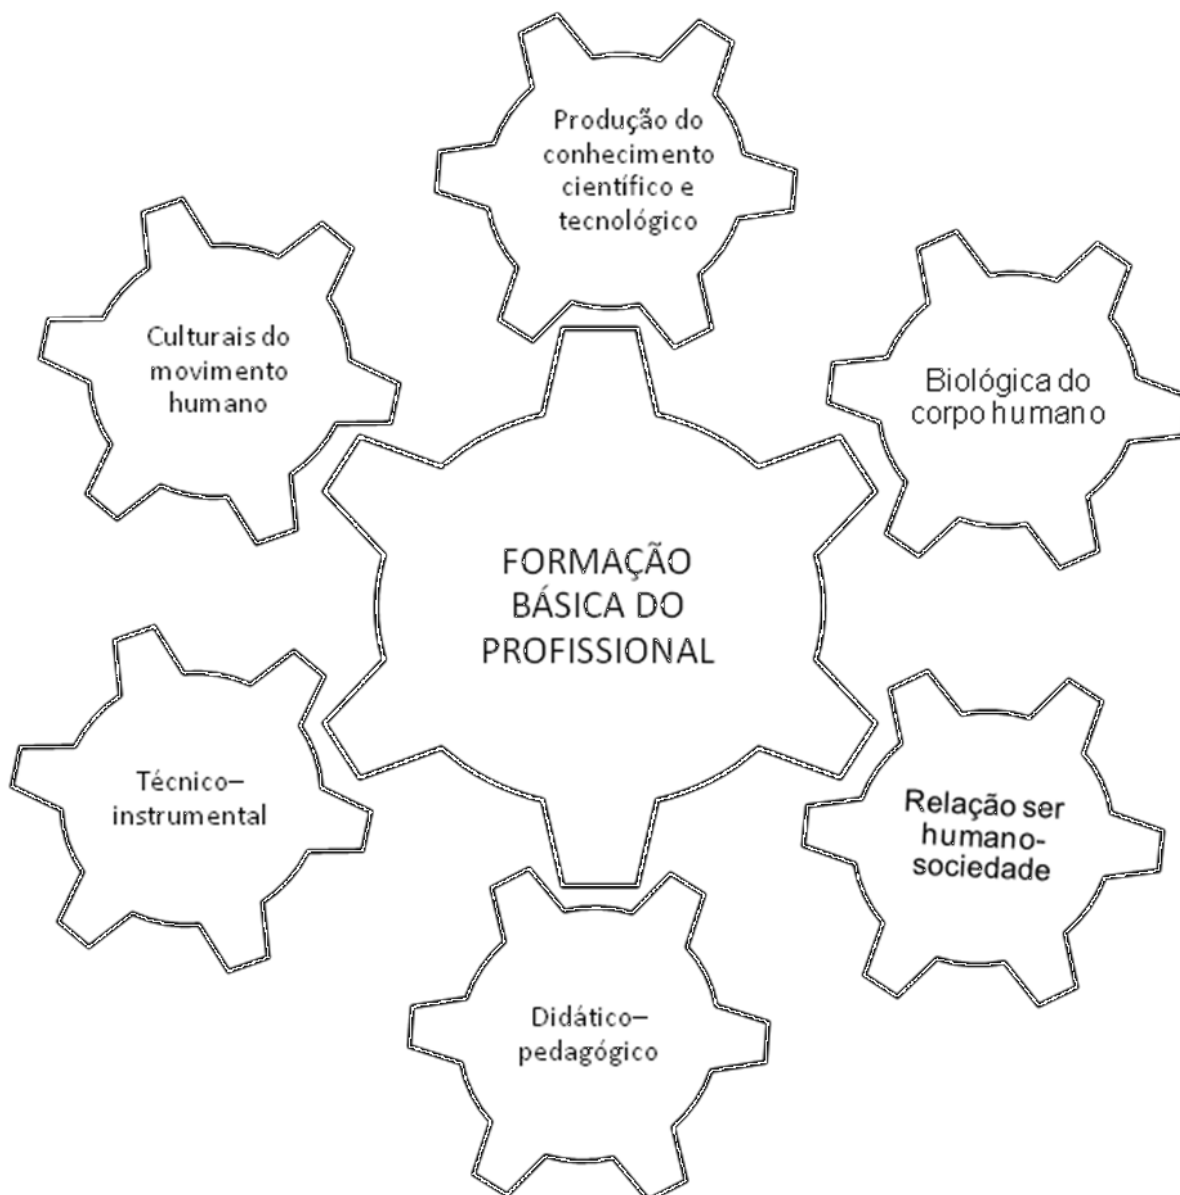 Produção do
conhecimento
científico e
tecnológico
Culturais do
movimento
humano
Biológica do
corpo humano
FORMAÇÃO
BÁSICA DO
PROFISSIONAL
Técnico–
instrumental
Relação ser
humano-
sociedade
Didático–
pedagógico